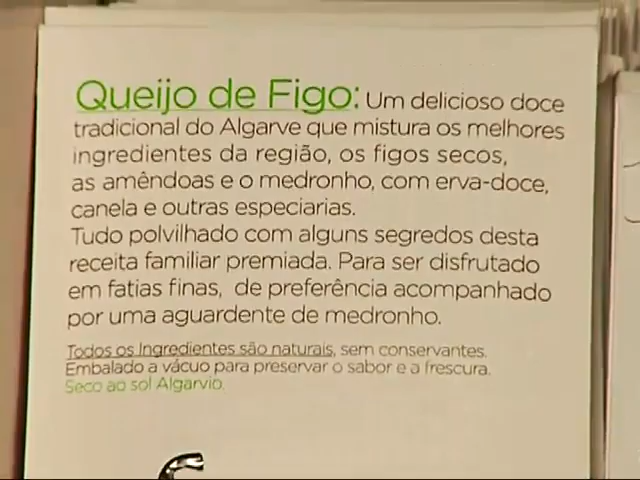 Queijo de Figo: Um delicioso doce
tradicional do Algarve que mistura os melhores
ingredientes da região, os figos secos,
as amêndoas e o medronho, com erva-doce,
canela e outras especiarias.
Tudo polvilhado com alguns segredos desta
receita familiar premiada. Para ser disfrutado
em fatias finas, de preferência acompanhado
por uma aguardente de medronho.
Todos os Ingredientes são naturais, sem conservantes.
Embalado a vácuo para preservar o sabor e a frescura.
Seco ao sol Algarvio.